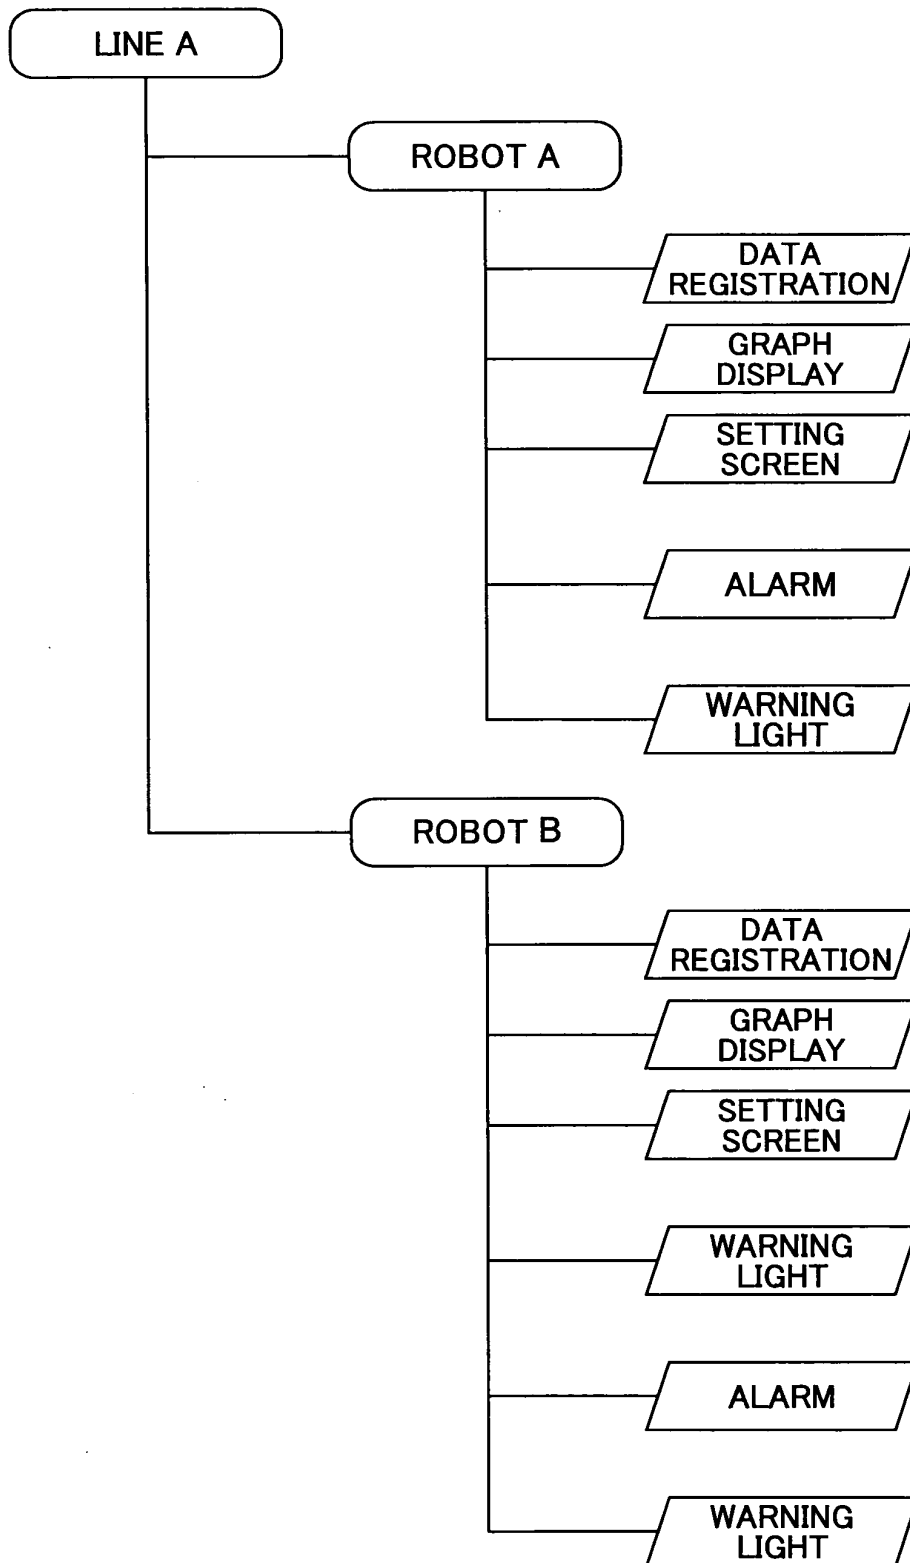 LINE A
ROBOT A
DATA
REGISTRATION
GRAPH
DISPLAY
SETTING
SCREEN
ALARM
WARNING
LIGHT
ROBOT B
DATA
REGISTRATION
GRAPH
DISPLAY
SETTING
SCREEN
WARNING
LIGHT
ALARM
WARNING
LIGHT